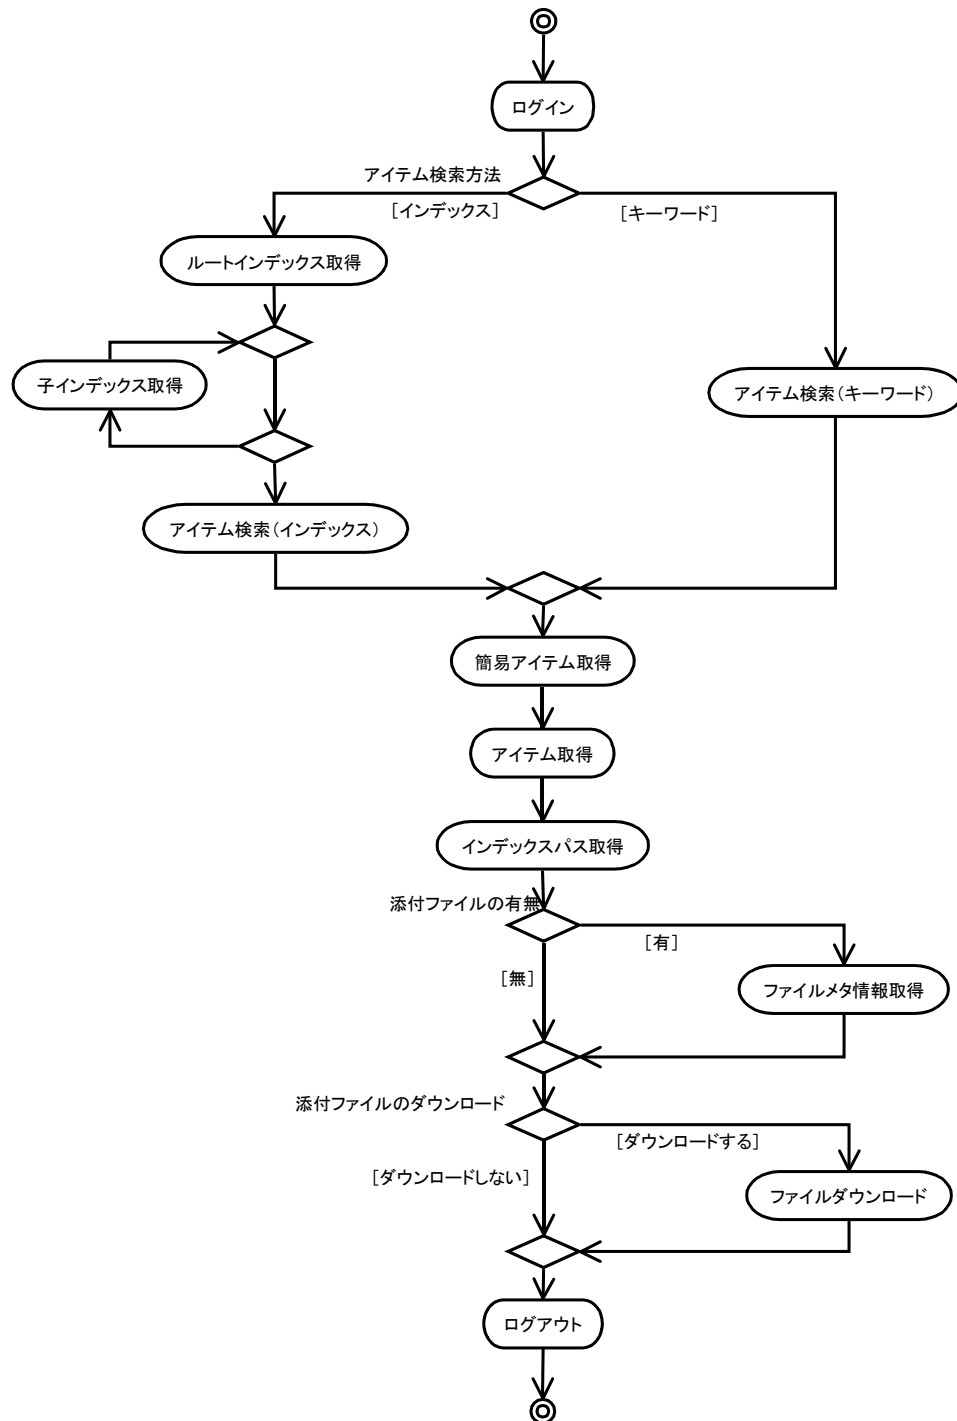 ログイン
アイテム検索方法
[インデックス]
[キーワード]
ルートインデックス取得
子インデックス取得
アイテム検索(キーワード)
アイテム検索(インデックス)
簡易アイテム取得
アイテム取得
インデックスパス取得
添付ファイルの有無
[有]
[無]
ファイルメタ情報取得
添付ファイルのダウンロード
[ダウンロードする]
[ダウンロードしない]
ファイルダウンロード
ログアウト